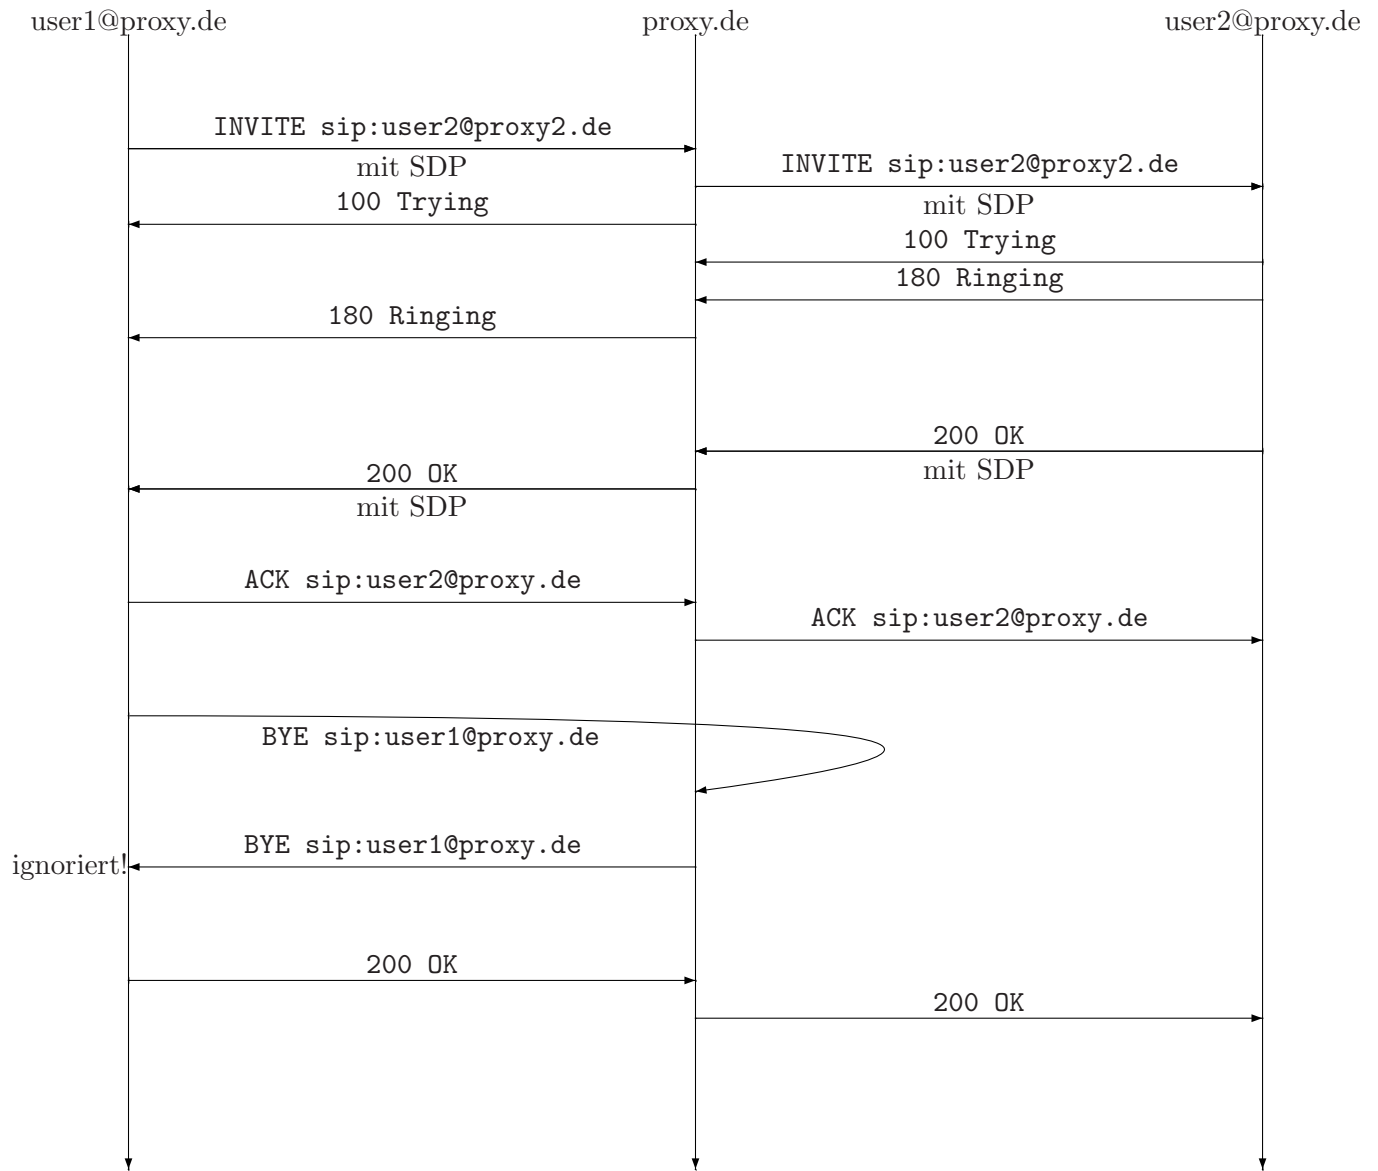 user1@proxy.de
proxy.de
user2@proxy.de
INVITE sip:user2@proxy2.de
mit SDP
INVITE sip:user2@proxy2.de
mit SDP
100 Trying
100 Trying
180 Ringing
180 Ringing
200 OK
mit SDP
200 OK
mit SDP
ACK sip:user2@proxy.de
ACK sip:user2@proxy.de
BYE sip:user1@proxy.de
BYE sip:user1@proxy.de
ignoriert!
200 OK
200 OK